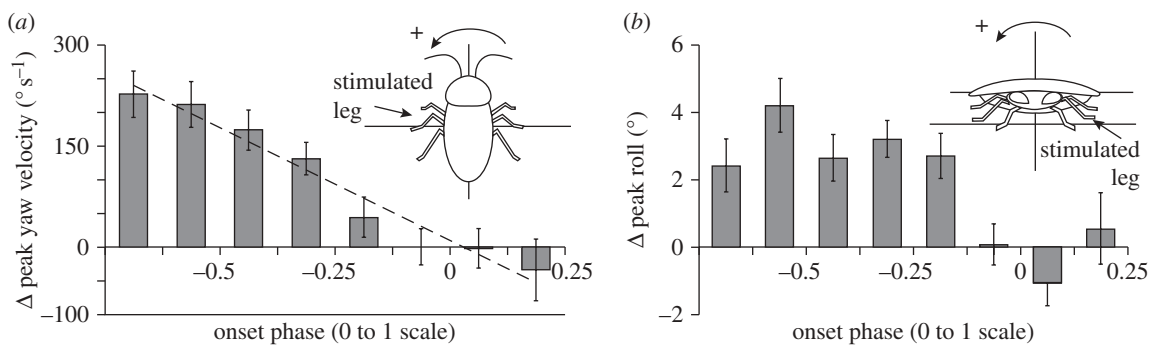 (a)
300
150
0
−100
Δ peak yaw velocity (° s⁻¹)
−0.5
−0.25
0
0.25
onset phase (0 to 1 scale)
+
stimulated
leg
(b)
6
4
2
0
−2
Δ peak roll (°)
−0.5
−0.25
0
0.25
onset phase (0 to 1 scale)
+
stimulated
leg